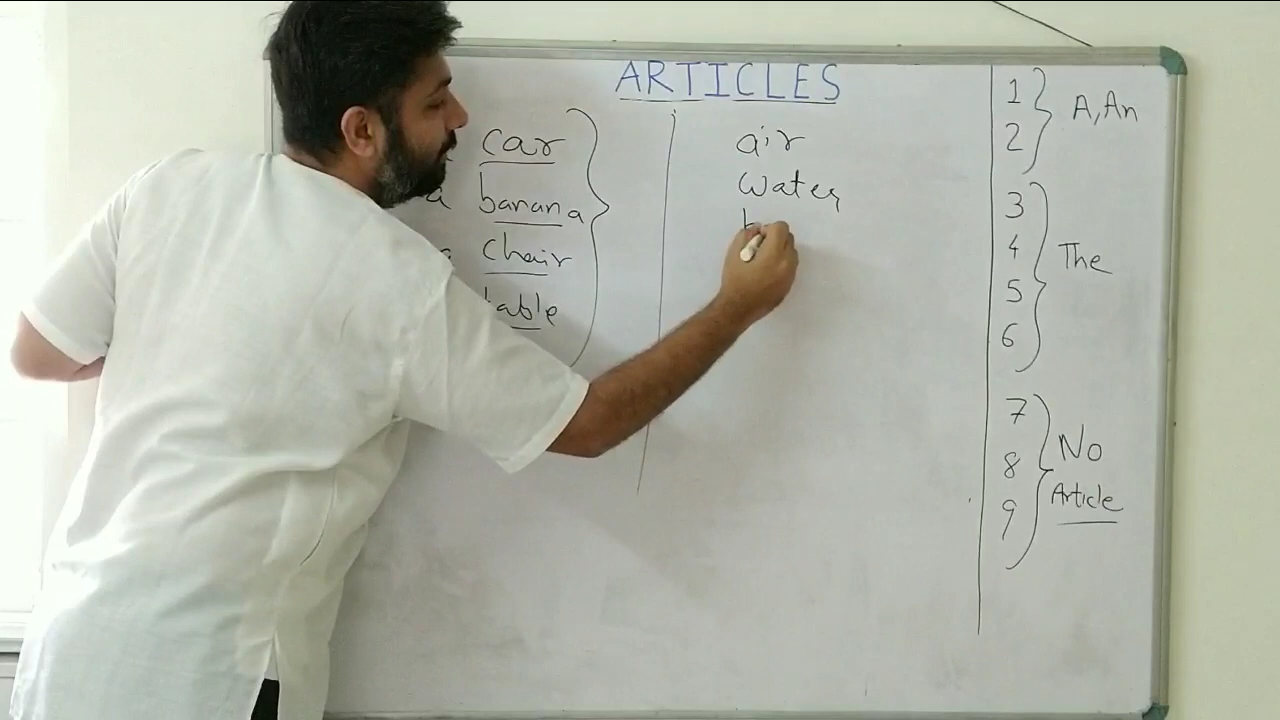 ARTICLES
car
a banana
chair
table
air
water
1
2
A, An
3
4
5
6
The
7
8
9
No
Article